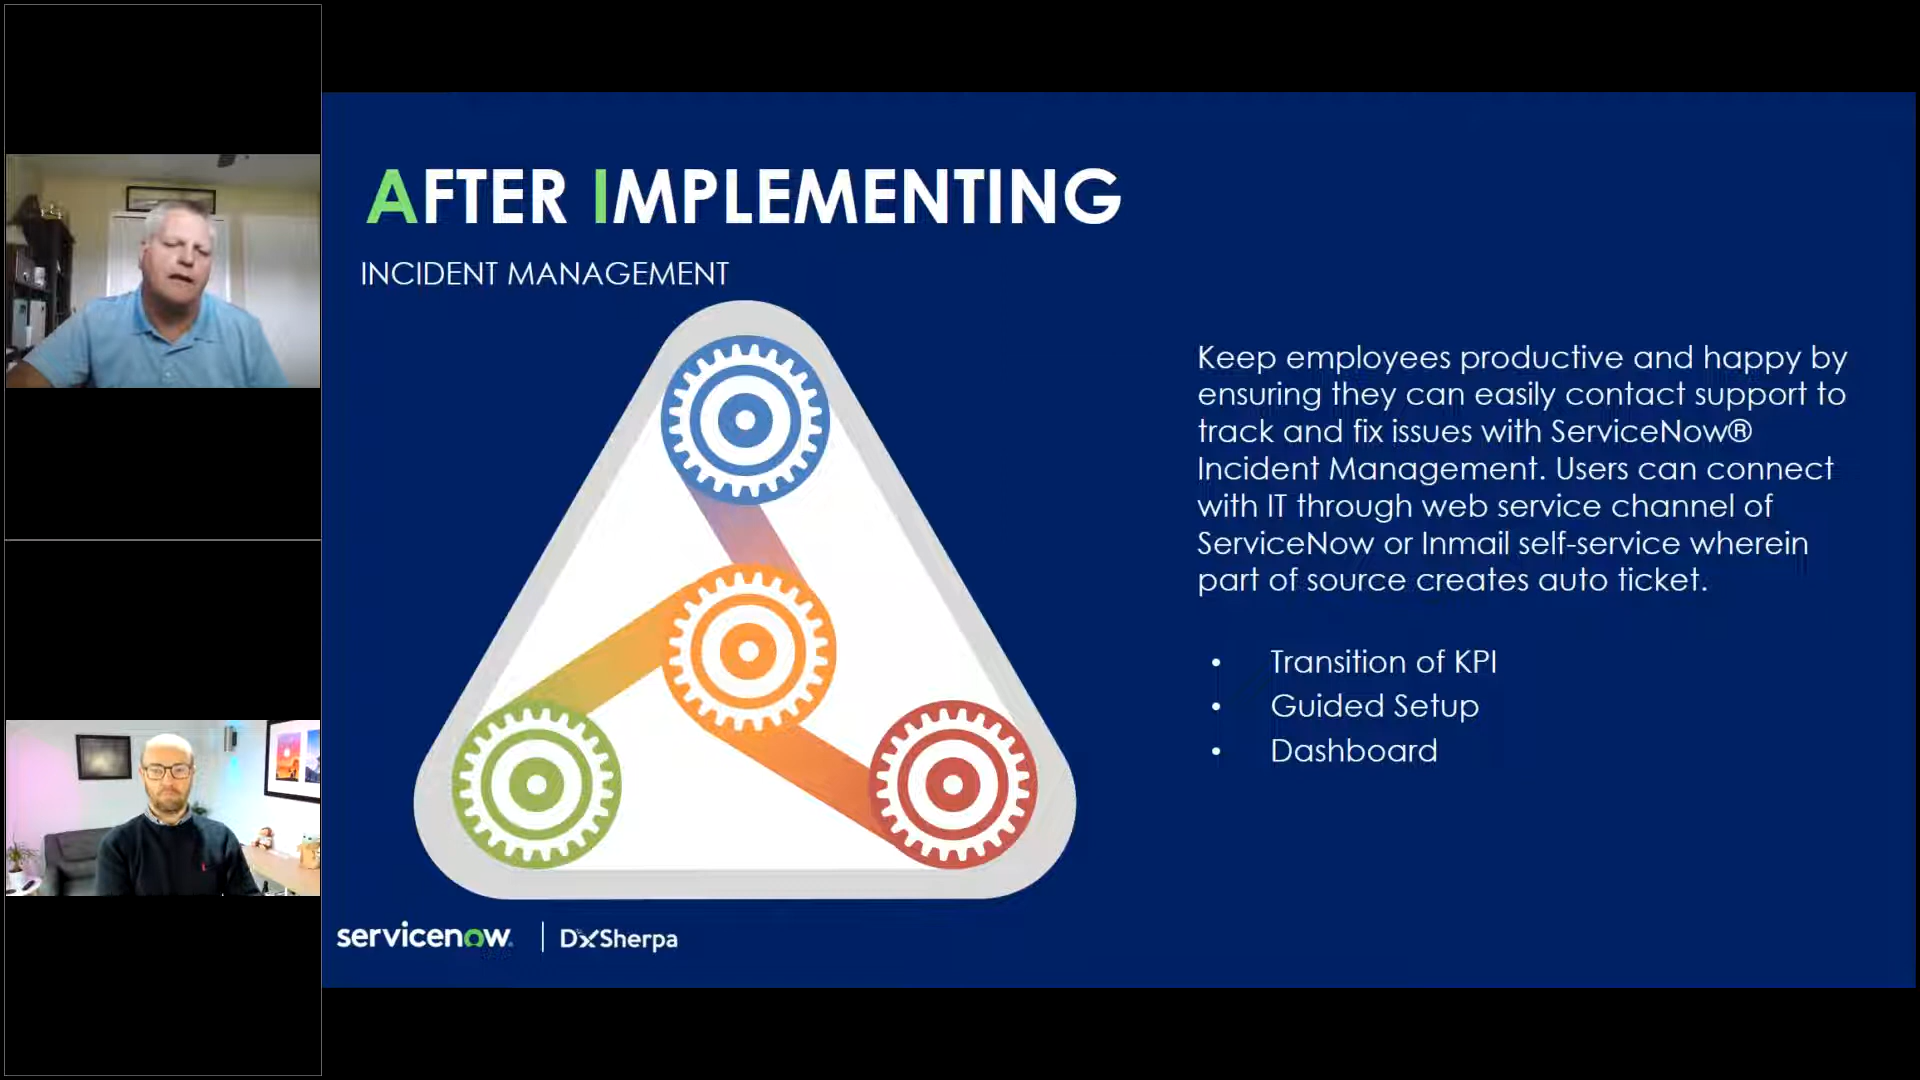 AFTER IMPLEMENTING
INCIDENT MANAGEMENT
Keep employees productive and happy by
ensuring they can easily contact support to
track and fix issues with ServiceNow®
Incident Management. Users can connect
with IT through web service channel of
ServiceNow or Inmail self-service wherein
part of source creates auto ticket.
• Transition of KPI
• Guided Setup
• Dashboard
servicenow. | DxSherpa